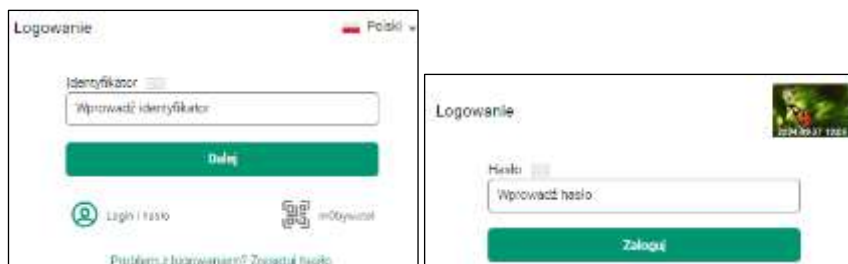 Logowanie
Polski
Identyfikator
Wprowadź identyfikator
Dalej
Login i hasło
mObywatel
Problem z logowaniem? Zresetuj hasło
Logowanie
Hasło
Wprowadź hasło
Zaloguj